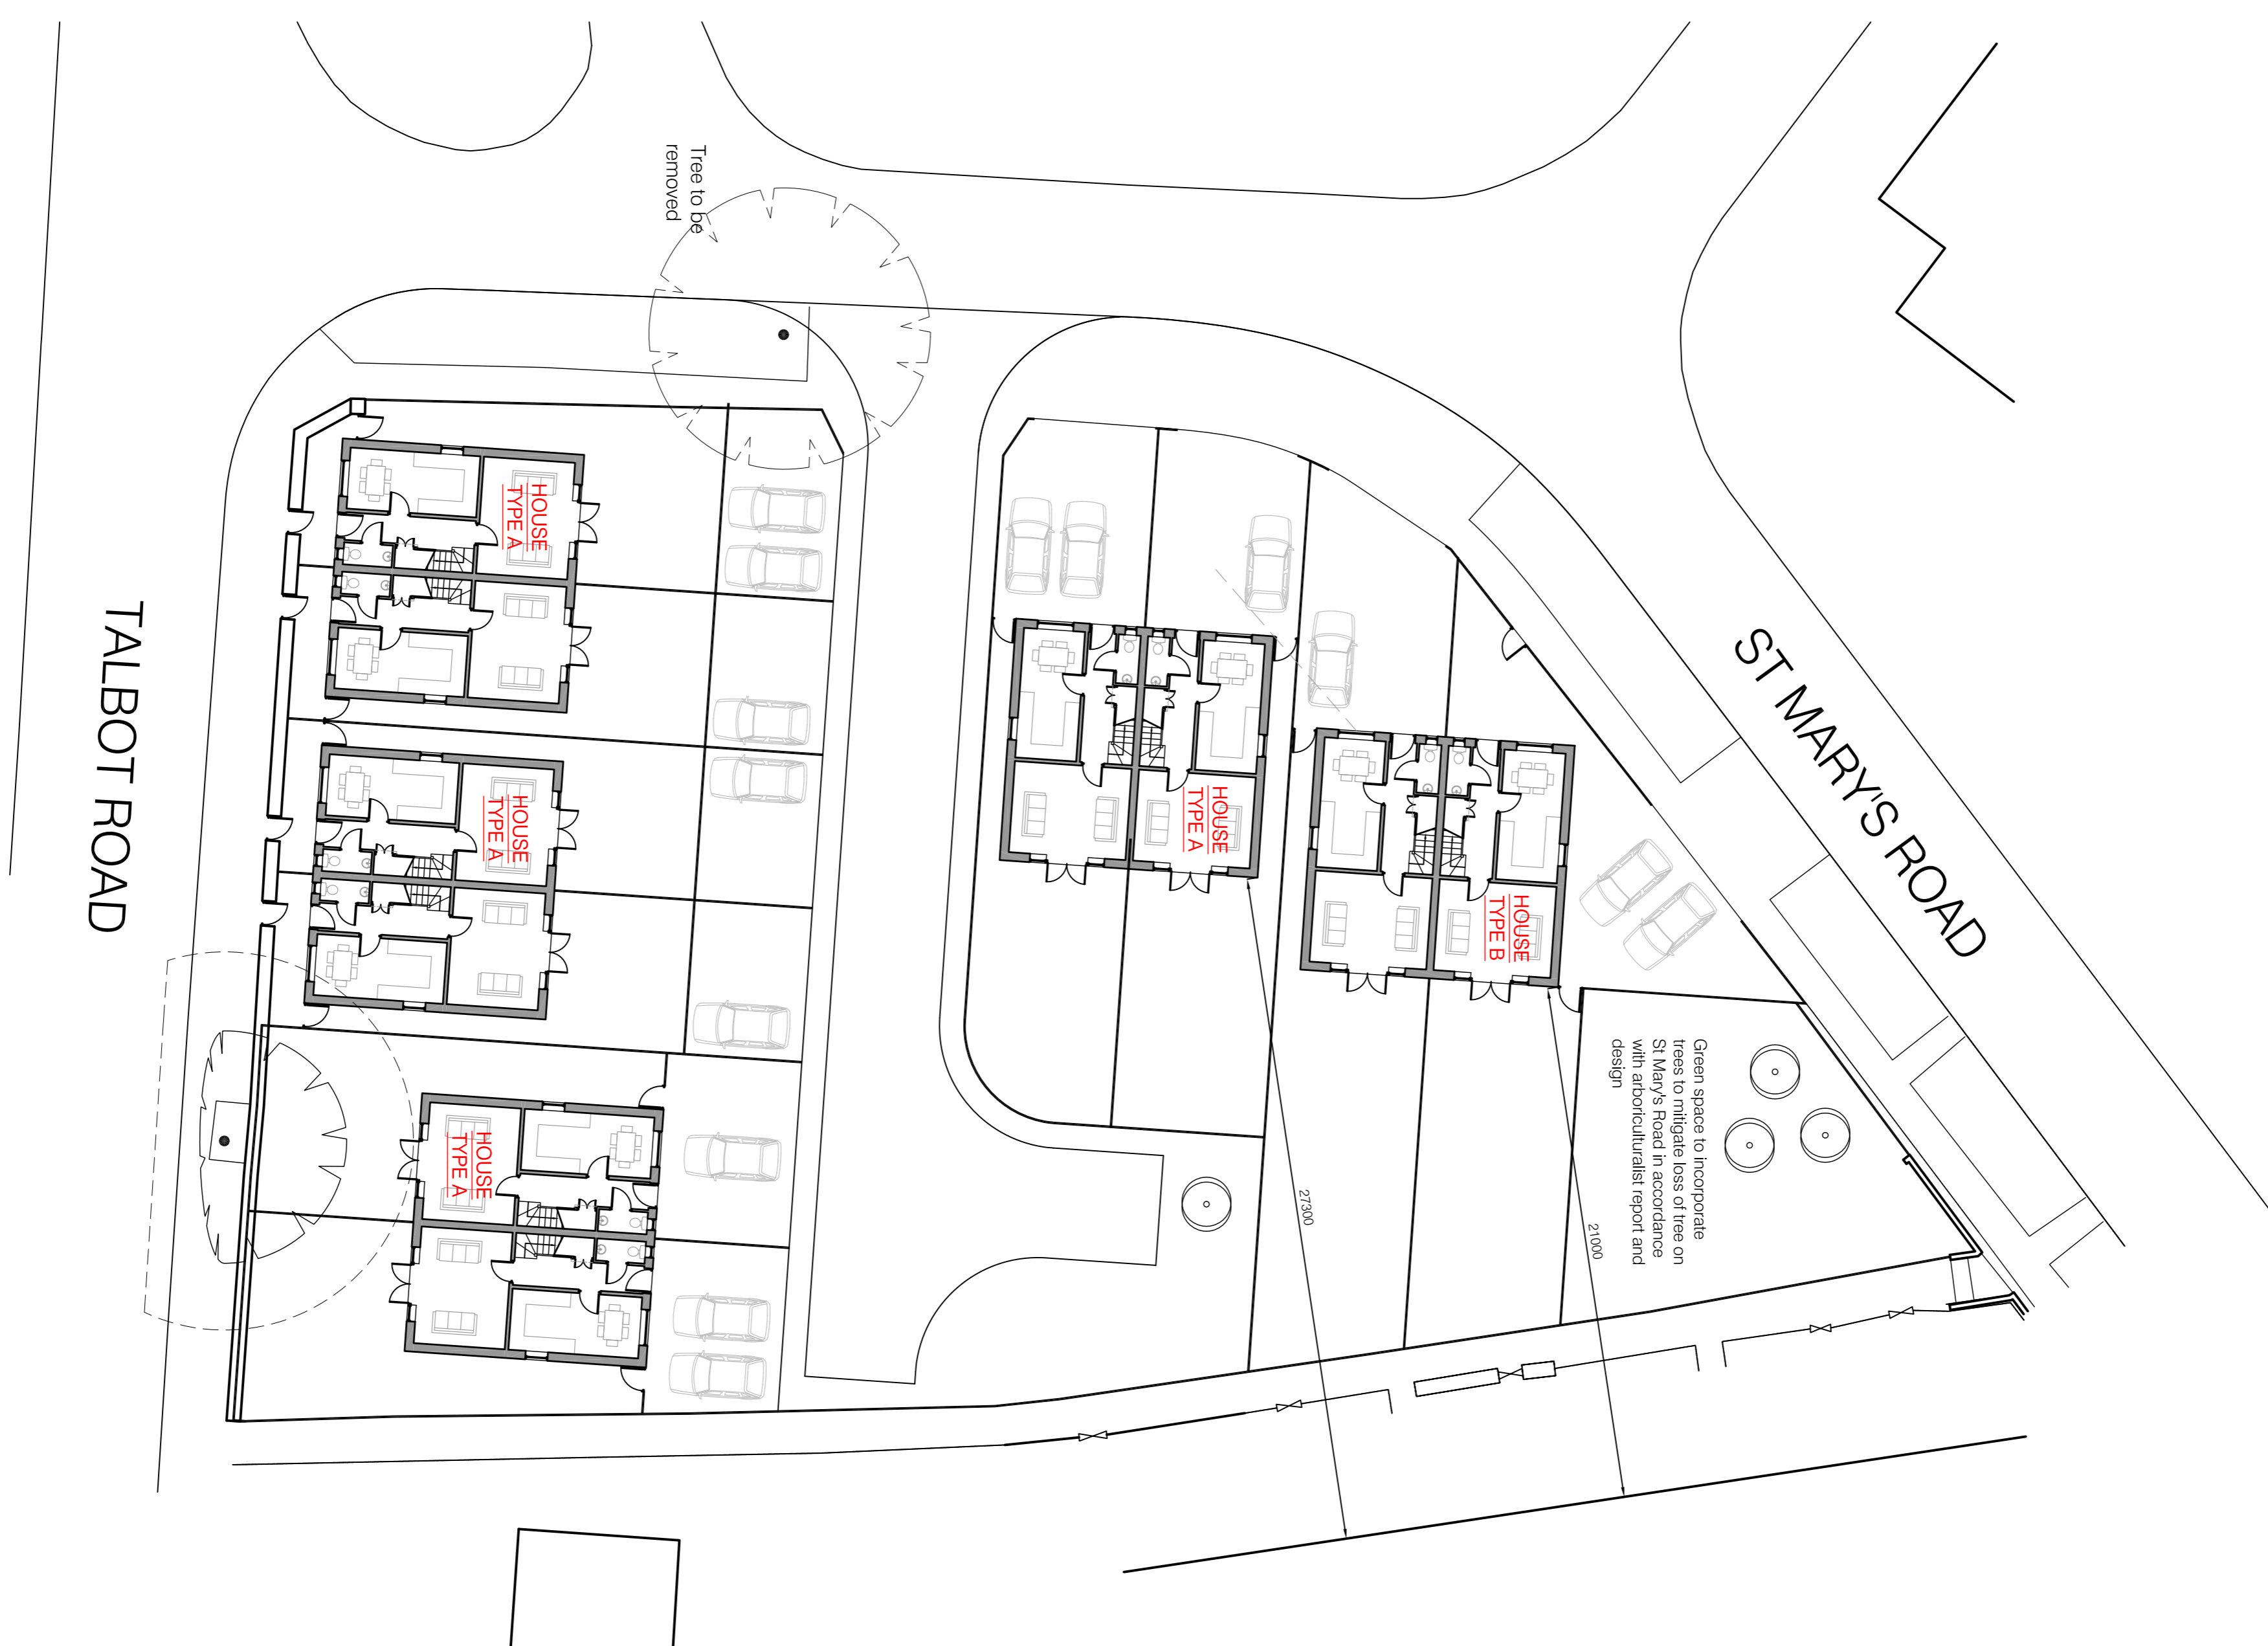 Tree to be
removed
HOUSE
TYPE A
HOUSE
TYPE A
HOUSE
TYPE A
HOUSE
TYPE A
HOUSE
TYPE B
TALBOT ROAD
ST MARY'S ROAD
Green space to incorporate
trees to mitigate loss of tree on
St Mary's Road in accordance
with arboriculturalist report and
design
27300
21000